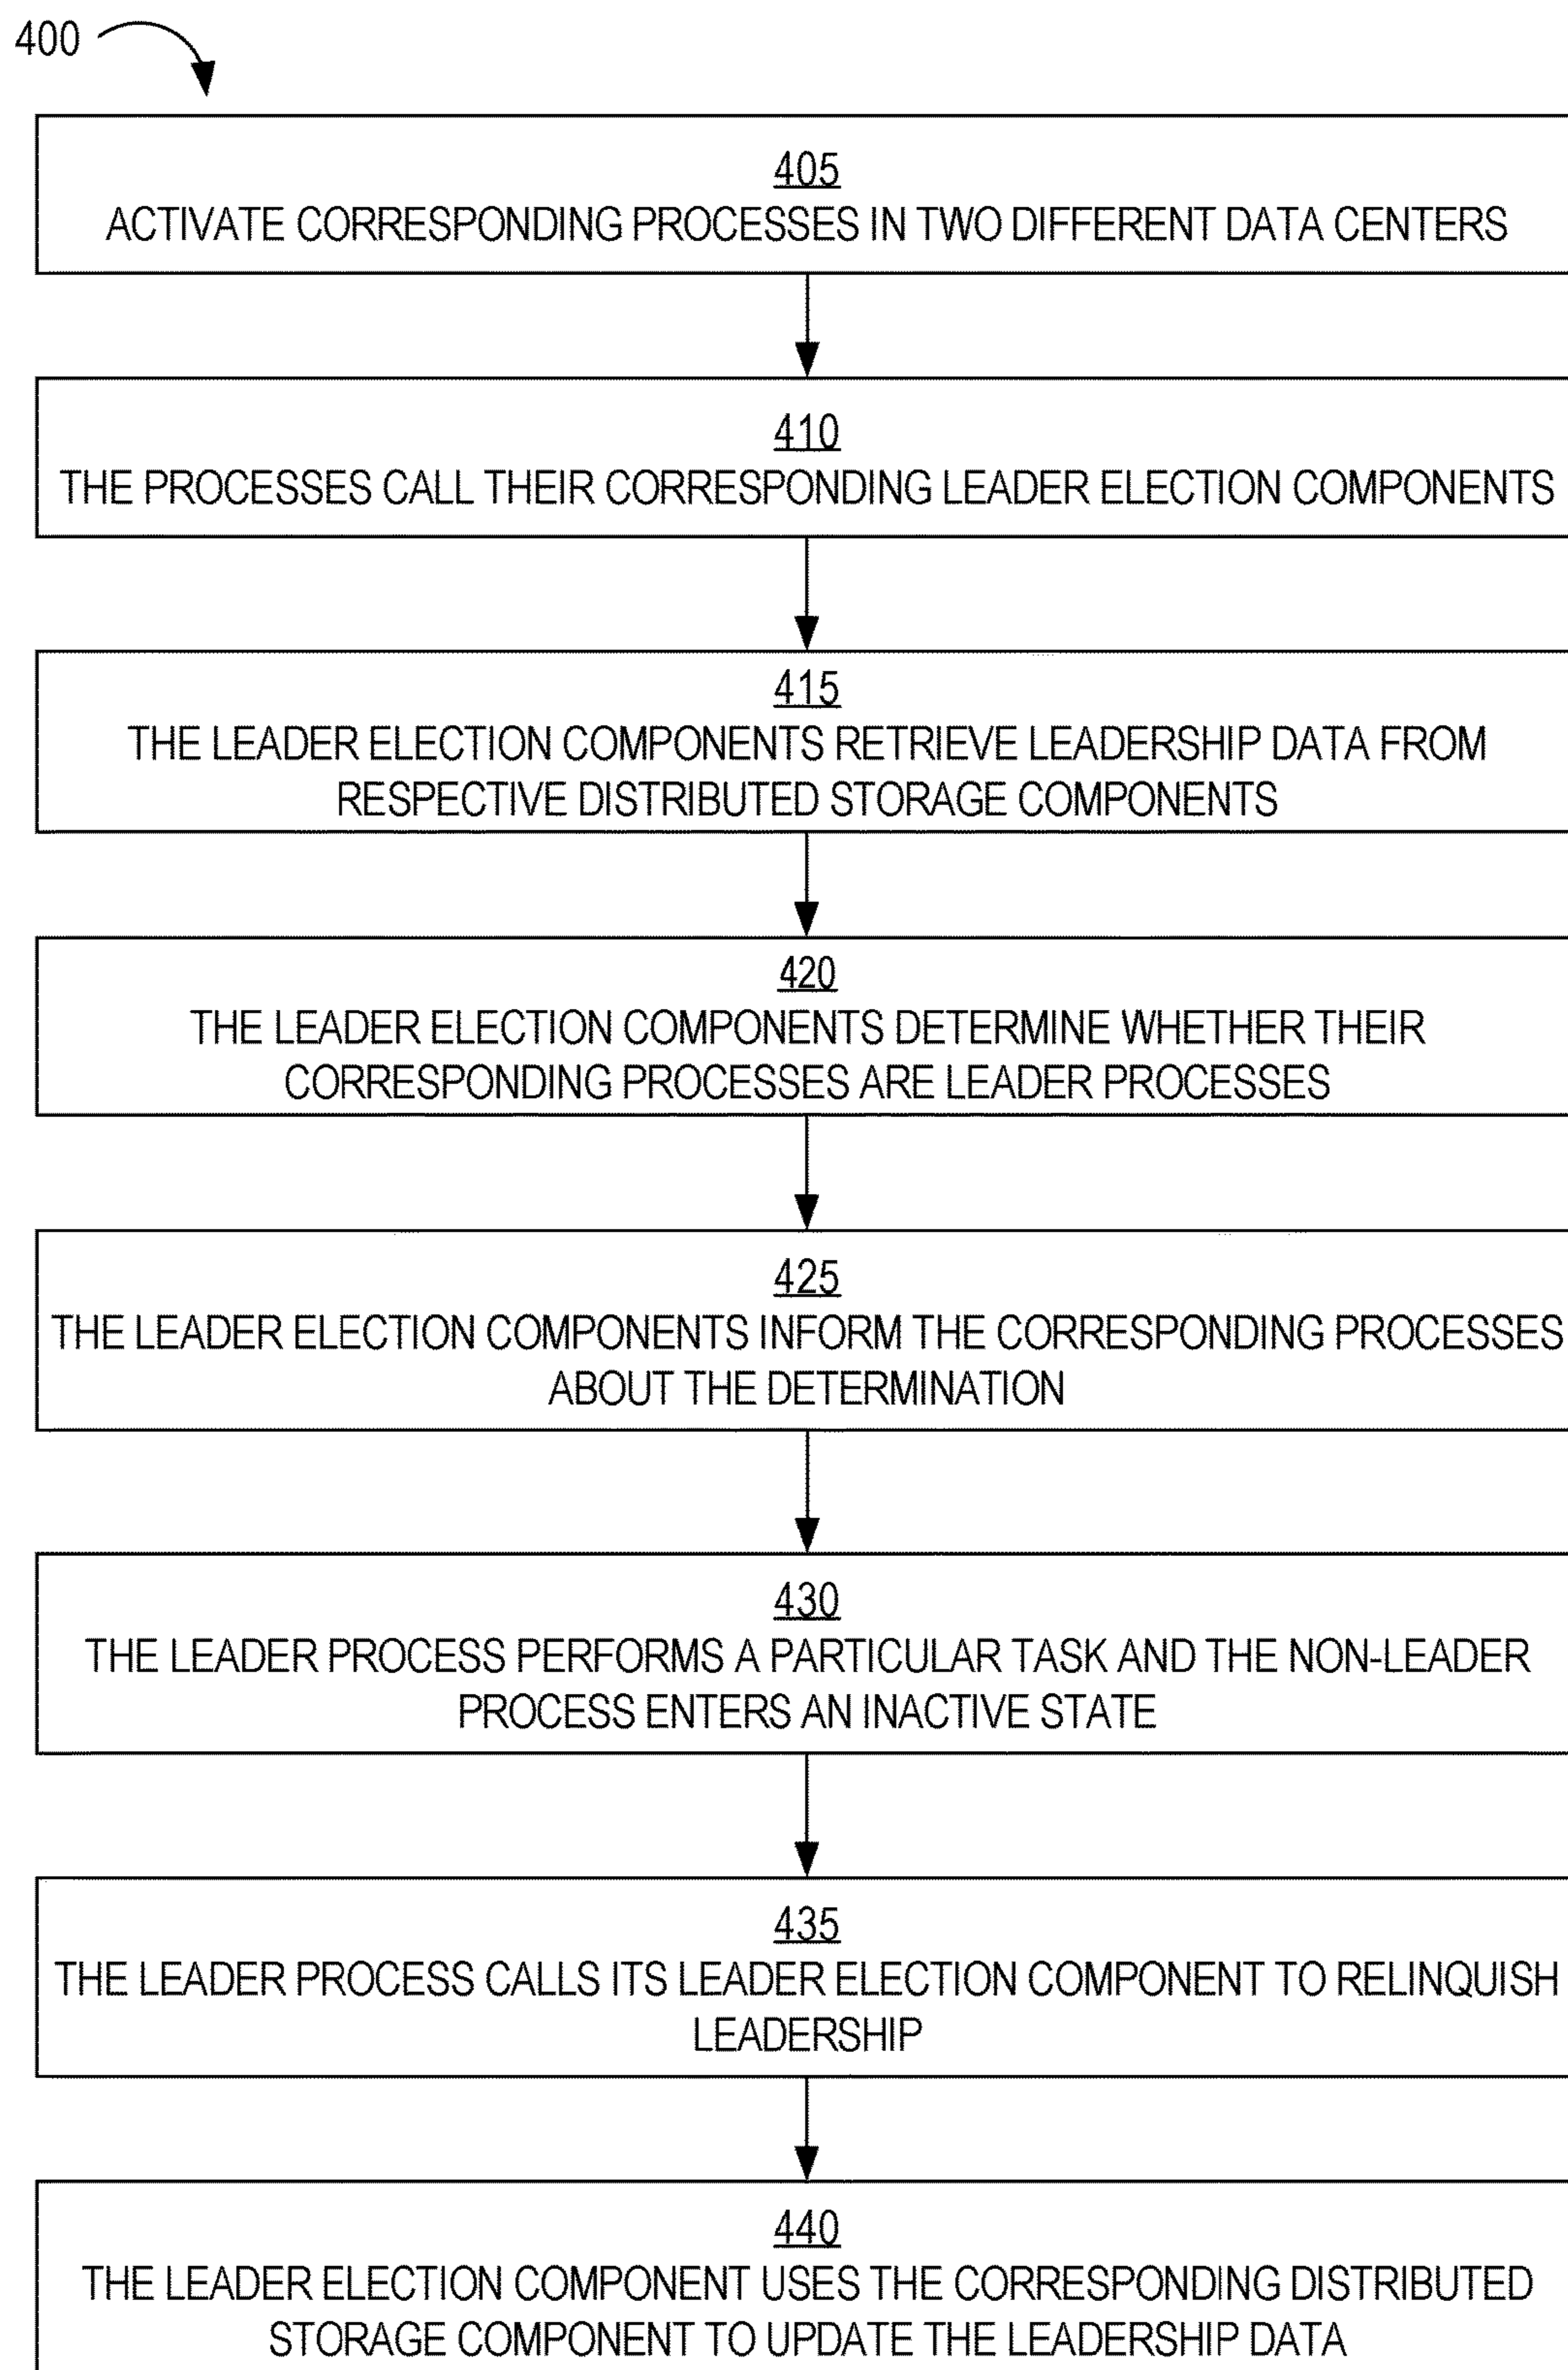 400
405
ACTIVATE CORRESPONDING PROCESSES IN TWO DIFFERENT DATA CENTERS
410
THE PROCESSES CALL THEIR CORRESPONDING LEADER ELECTION COMPONENTS
415
THE LEADER ELECTION COMPONENTS RETRIEVE LEADERSHIP DATA FROM
RESPECTIVE DISTRIBUTED STORAGE COMPONENTS
420
THE LEADER ELECTION COMPONENTS DETERMINE WHETHER THEIR
CORRESPONDING PROCESSES ARE LEADER PROCESSES
425
THE LEADER ELECTION COMPONENTS INFORM THE CORRESPONDING PROCESSES
ABOUT THE DETERMINATION
430
THE LEADER PROCESS PERFORMS A PARTICULAR TASK AND THE NON-LEADER
PROCESS ENTERS AN INACTIVE STATE
435
THE LEADER PROCESS CALLS ITS LEADER ELECTION COMPONENT TO RELINQUISH
LEADERSHIP
440
THE LEADER ELECTION COMPONENT USES THE CORRESPONDING DISTRIBUTED
STORAGE COMPONENT TO UPDATE THE LEADERSHIP DATA